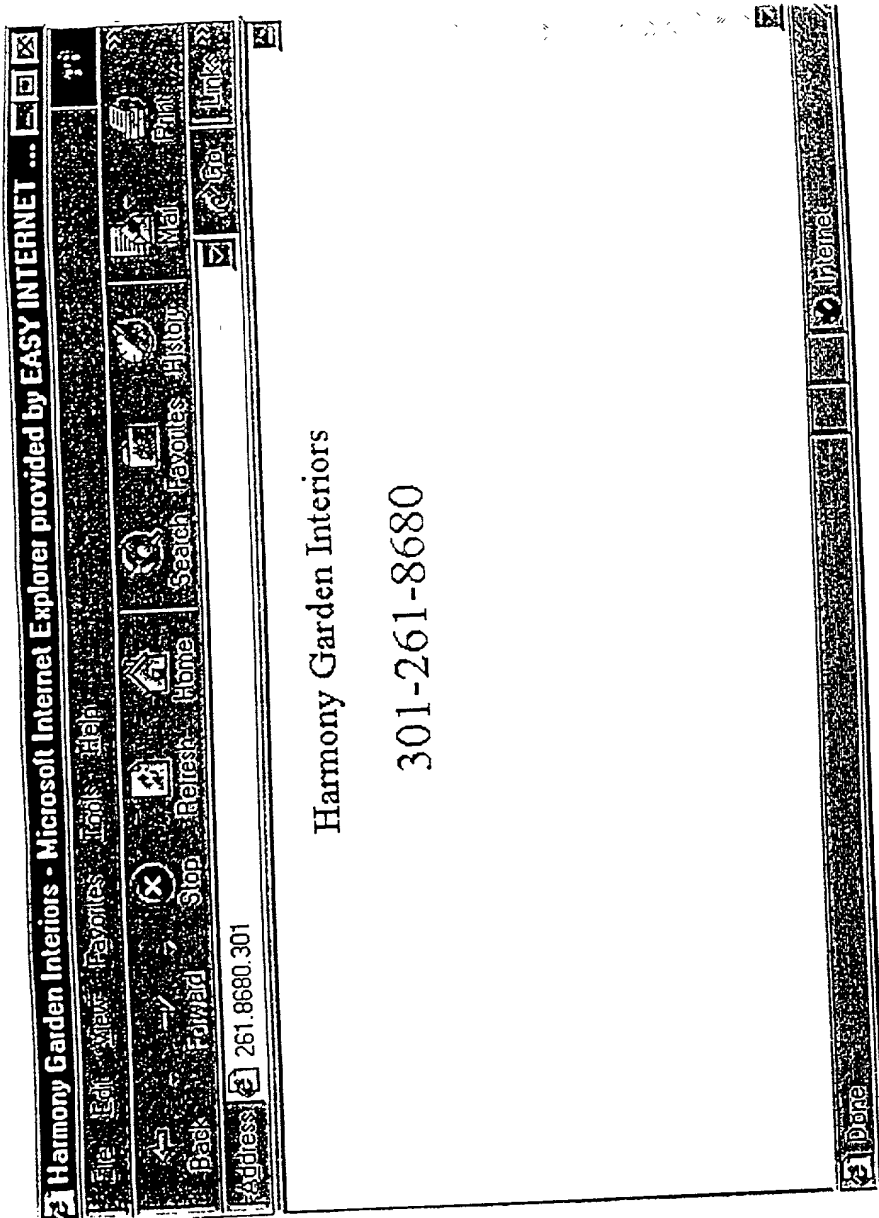 Harmony Garden Interiors - Microsoft Internet Explorer provided by EASY INTERNET ...
File Edit View Favorites Tools Help
Back Forward Stop Refresh Home Search Favorites History Mail Print
Address 261.8680.301 Go Links
Harmony Garden Interiors
301-261-8680
Done Internet